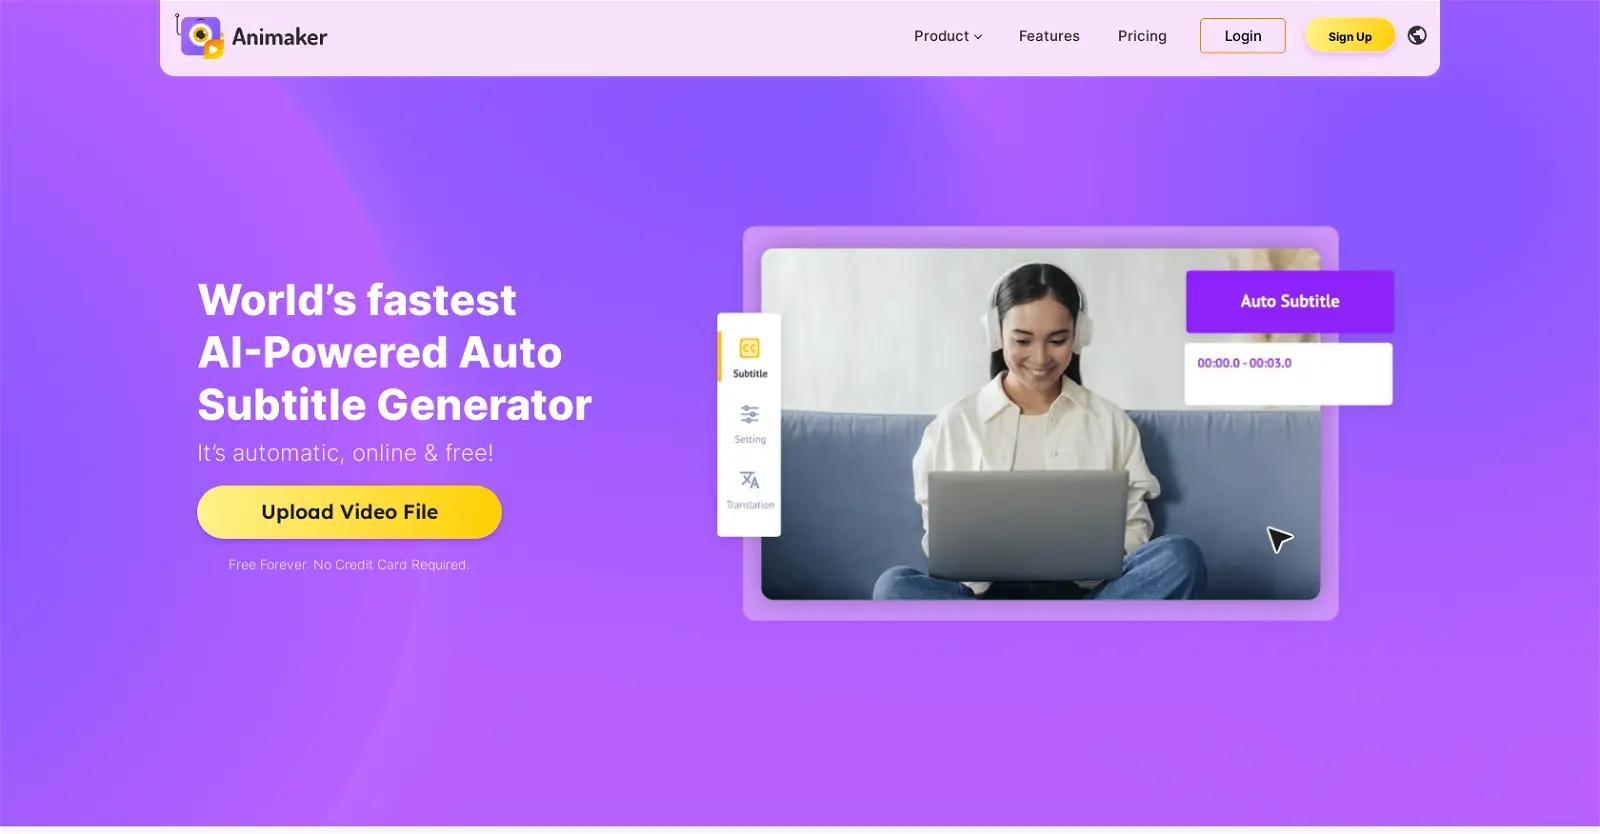 Animaker
Product
Features
Pricing
Login
Sign Up
World's fastest
AI-Powered Auto
Subtitle Generator
It's automatic, online & free!
Upload Video File
Free Forever. No Credit Card Required.
CC
Subtitle
Setting
Translation
Auto Subtitle
00:00.0 - 00:03.0